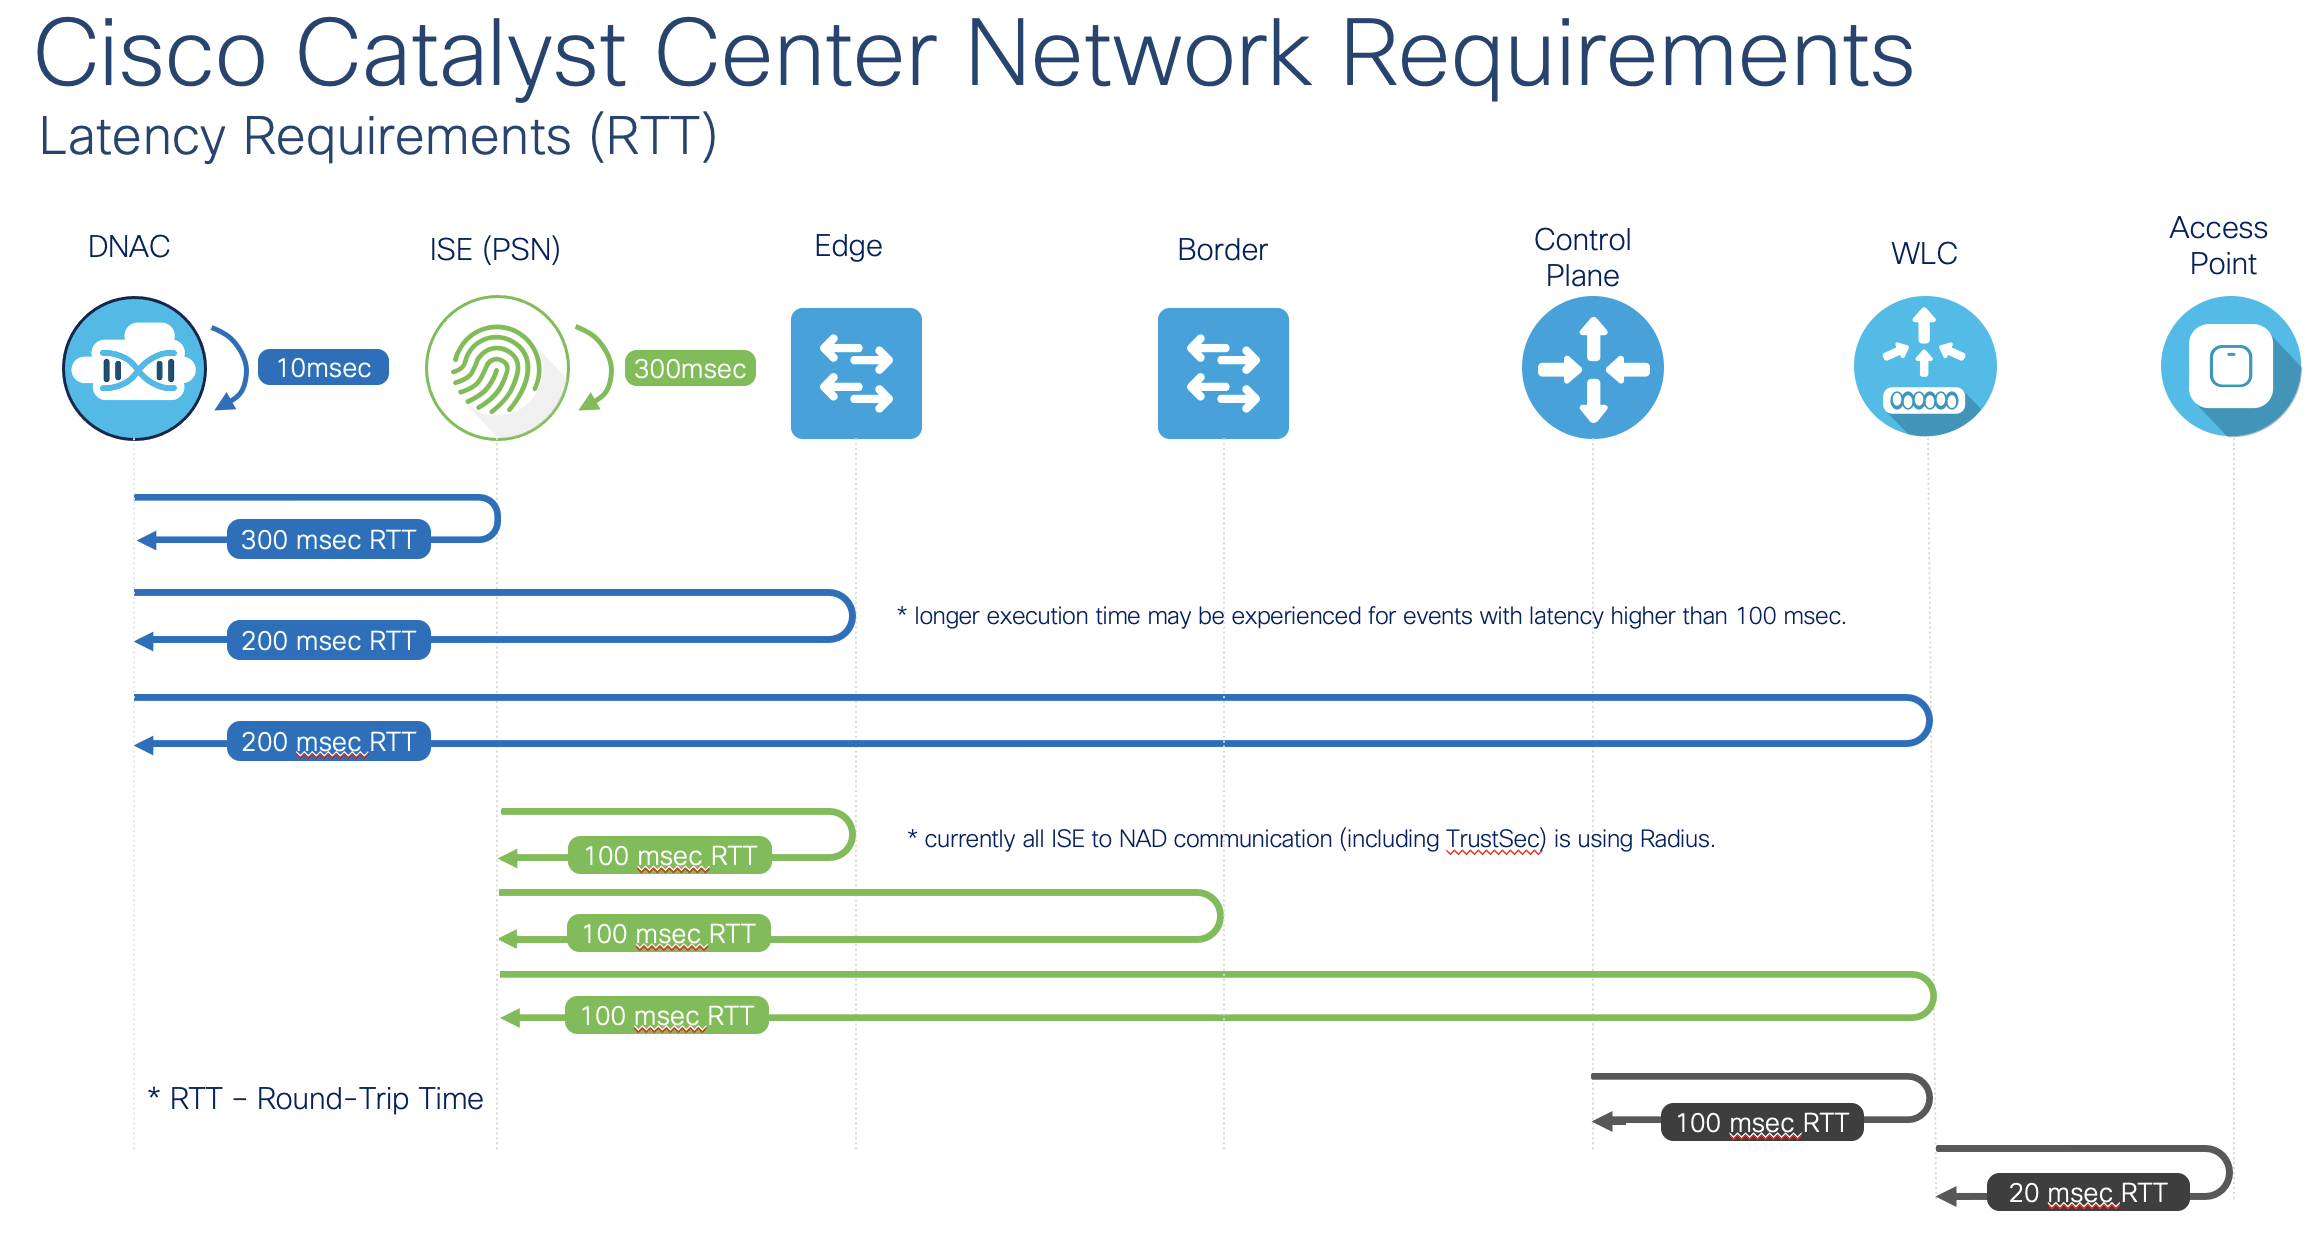 Cisco Catalyst Center Network Requirements
Latency Requirements (RTT)
DNAC
ISE (PSN)
Edge
Border
Control
Plane
WLC
Access
Point
10msec
300msec
300 msec RTT
* longer execution time may be experienced for events with latency higher than 100 msec.
200 msec RTT
200 msec RTT
* currently all ISE to NAD communication (including TrustSec) is using Radius.
100 msec RTT
100 msec RTT
100 msec RTT
* RTT – Round-Trip Time
100 msec RTT
20 msec RTT